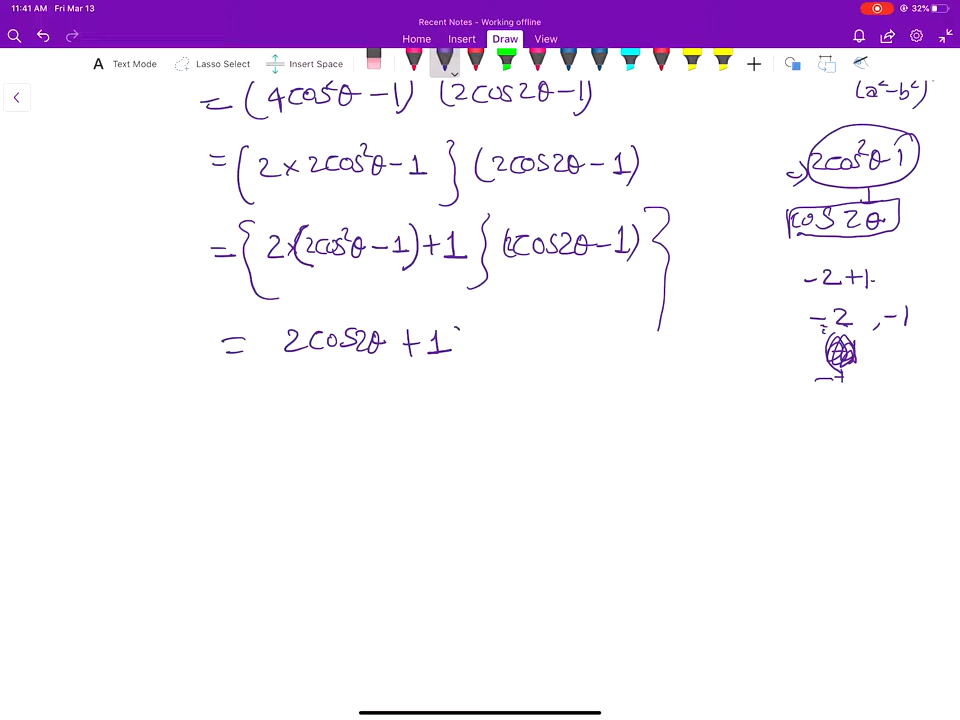 11:41 AM Fri Mar 13
32%
Recent Notes - Working offline
Home Insert Draw View
Text Mode Lasso Select Insert Space
= (4cos²θ - 1) (2cos2θ - 1)
(a² - b²)
= (2 × 2cos²θ - 1 } (2cos2θ - 1)
2cos²θ - 1
cos 2θ
= { 2×(2cos²θ - 1) + 1 } (2cos2θ - 1) }
- 2 + 1
- 2 , - 1
= 2cos2θ + 1